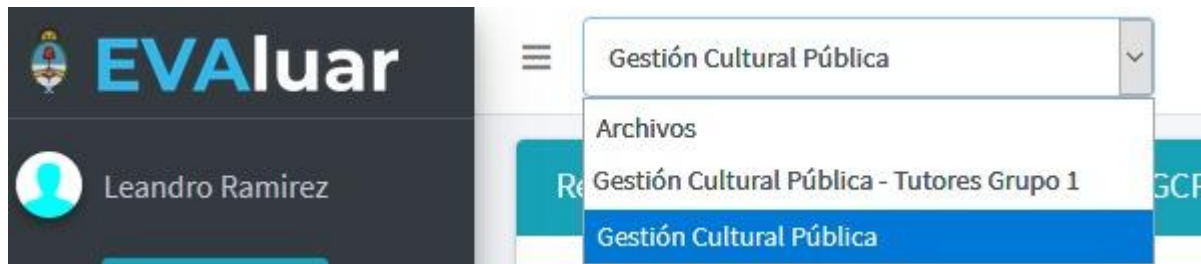 EVAluar
Gestión Cultural Pública
Archivos
Leandro Ramirez
Gestión Cultural Pública - Tutores Grupo 1
Gestión Cultural Pública